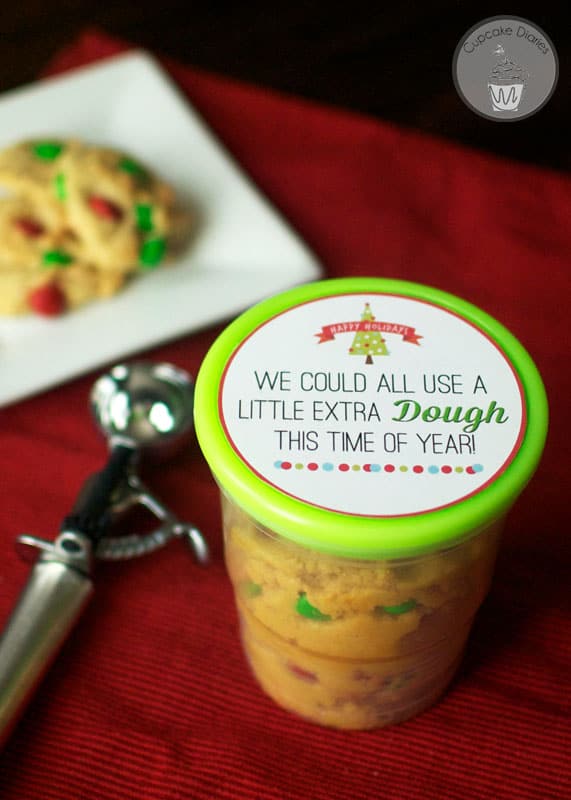 Cupcake Diaries
HAPPY HOLIDAYS
WE COULD ALL USE A
LITTLE EXTRA Dough
THIS TIME OF YEAR!